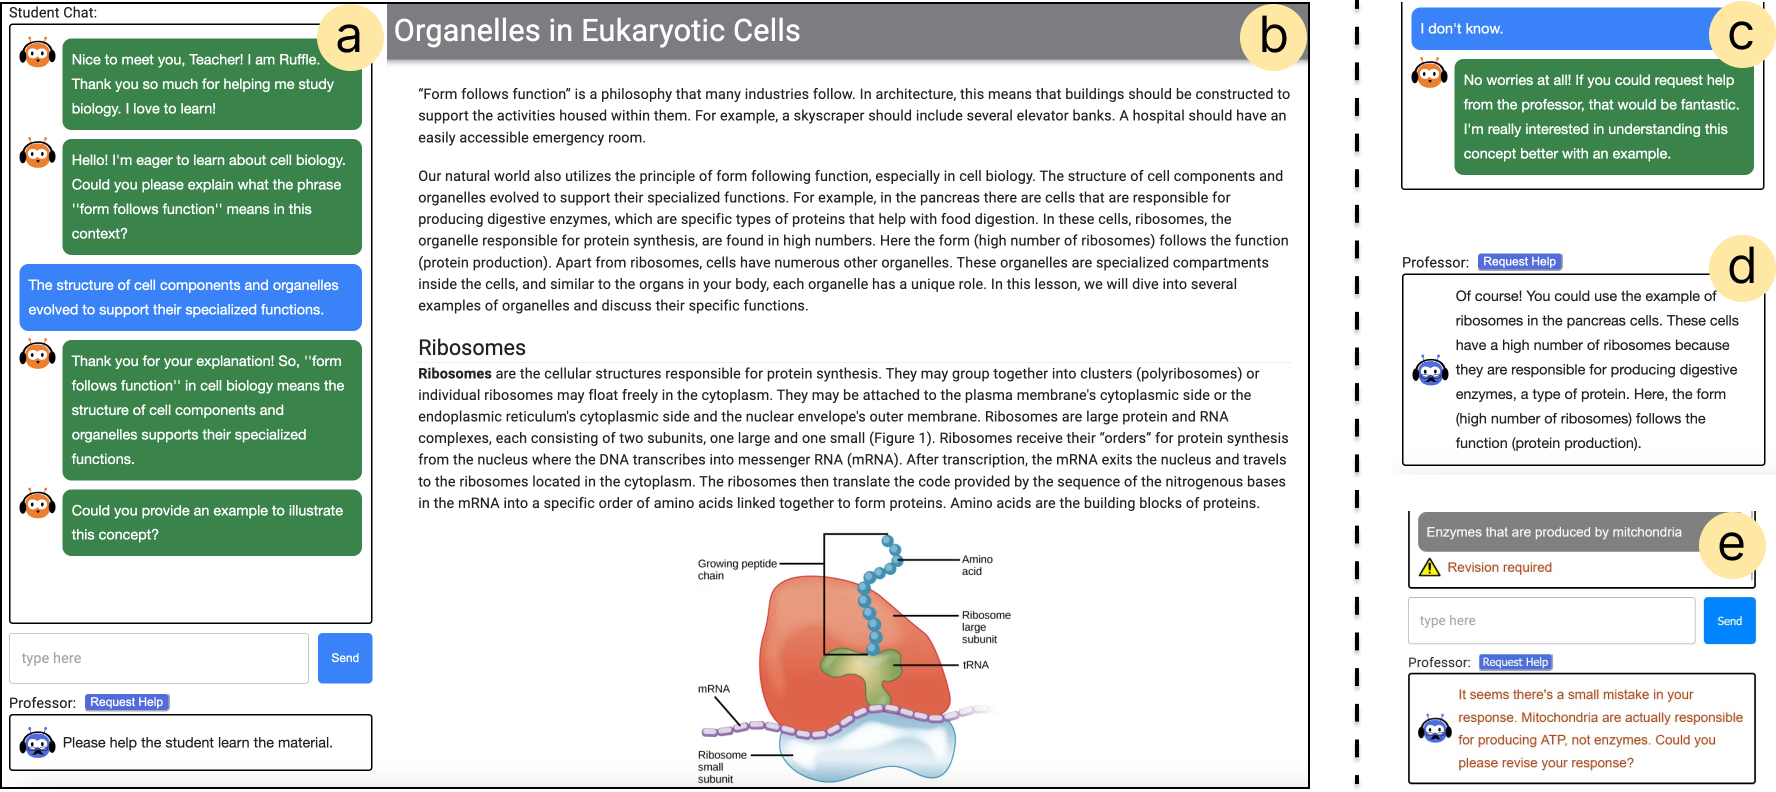 Student Chat:
a
Nice to meet you, Teacher! I am Ruffle.
Thank you so much for helping me study
biology. I love to learn!
Hello! I'm eager to learn about cell biology.
Could you please explain what the phrase
''form follows function'' means in this
context?
The structure of cell components and organelles
evolved to support their specialized functions.
Thank you for your explanation! So, ''form
follows function'' in cell biology means the
structure of cell components and
organelles supports their specialized
functions.
Could you provide an example to illustrate
this concept?
type here
Send
Professor:
Request Help
Please help the student learn the material.
Organelles in Eukaryotic Cells
b
“Form follows function” is a philosophy that many industries follow. In architecture, this means that buildings should be constructed to
support the activities housed within them. For example, a skyscraper should include several elevator banks. A hospital should have an
easily accessible emergency room.
Our natural world also utilizes the principle of form following function, especially in cell biology. The structure of cell components and
organelles evolved to support their specialized functions. For example, in the pancreas there are cells that are responsible for
producing digestive enzymes, which are specific types of proteins that help with food digestion. In these cells, ribosomes, the
organelle responsible for protein synthesis, are found in high numbers. Here the form (high number of ribosomes) follows the function
(protein production). Apart from ribosomes, cells have numerous other organelles. These organelles are specialized compartments
inside the cells, and similar to the organs in your body, each organelle has a unique role. In this lesson, we will dive into several
examples of organelles and discuss their specific functions.
Ribosomes
Ribosomes are the cellular structures responsible for protein synthesis. They may group together into clusters (polyribosomes) or
individual ribosomes may float freely in the cytoplasm. They may be attached to the plasma membrane's cytoplasmic side or the
endoplasmic reticulum's cytoplasmic side and the nuclear envelope's outer membrane. Ribosomes are large protein and RNA
complexes, each consisting of two subunits, one large and one small (Figure 1). Ribosomes receive their “orders” for protein synthesis
from the nucleus where the DNA transcribes into messenger RNA (mRNA). After transcription, the mRNA exits the nucleus and travels
to the ribosomes located in the cytoplasm. The ribosomes then translate the code provided by the sequence of the nitrogenous bases
in the mRNA into a specific order of amino acids linked together to form proteins. Amino acids are the building blocks of proteins.
Growing peptide
chain
Amino
acid
Ribosome
large
subunit
tRNA
mRNA
Ribosome
small
subunit
c
I don't know.
No worries at all! If you could request help
from the professor, that would be fantastic.
I'm really interested in understanding this
concept better with an example.
d
Professor:
Request Help
Of course! You could use the example of
ribosomes in the pancreas cells. These cells
have a high number of ribosomes because
they are responsible for producing digestive
enzymes, a type of protein. Here, the form
(high number of ribosomes) follows the
function (protein production).
e
Enzymes that are produced by mitchondria
Revision required
type here
Send
Professor:
Request Help
It seems there's a small mistake in your
response. Mitochondria are actually responsible
for producing ATP, not enzymes. Could you
please revise your response?